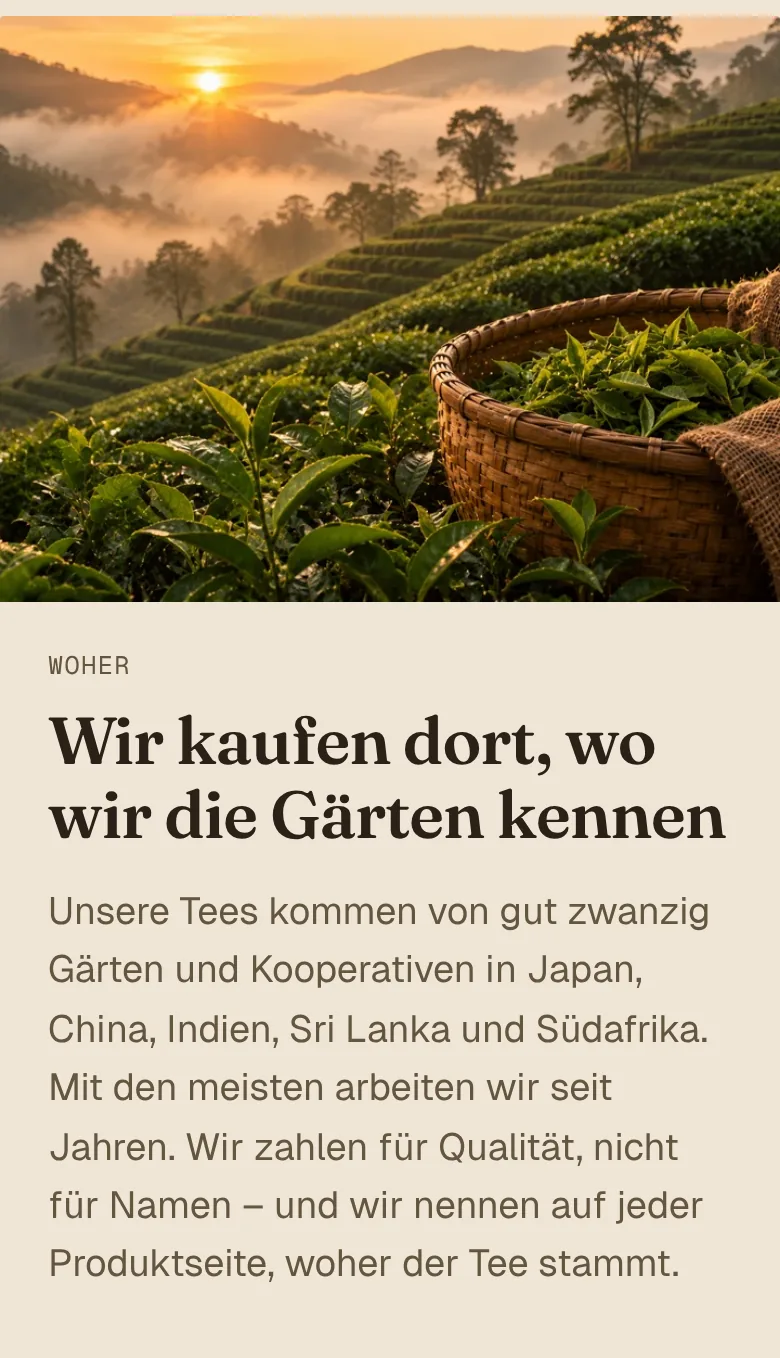 WOHER
Wir kaufen dort, wo
wir die Gärten kennen
Unsere Tees kommen von gut zwanzig
Gärten und Kooperativen in Japan,
China, Indien, Sri Lanka und Südafrika.
Mit den meisten arbeiten wir seit
Jahren. Wir zahlen für Qualität, nicht
für Namen – und wir nennen auf jeder
Produktseite, woher der Tee stammt.